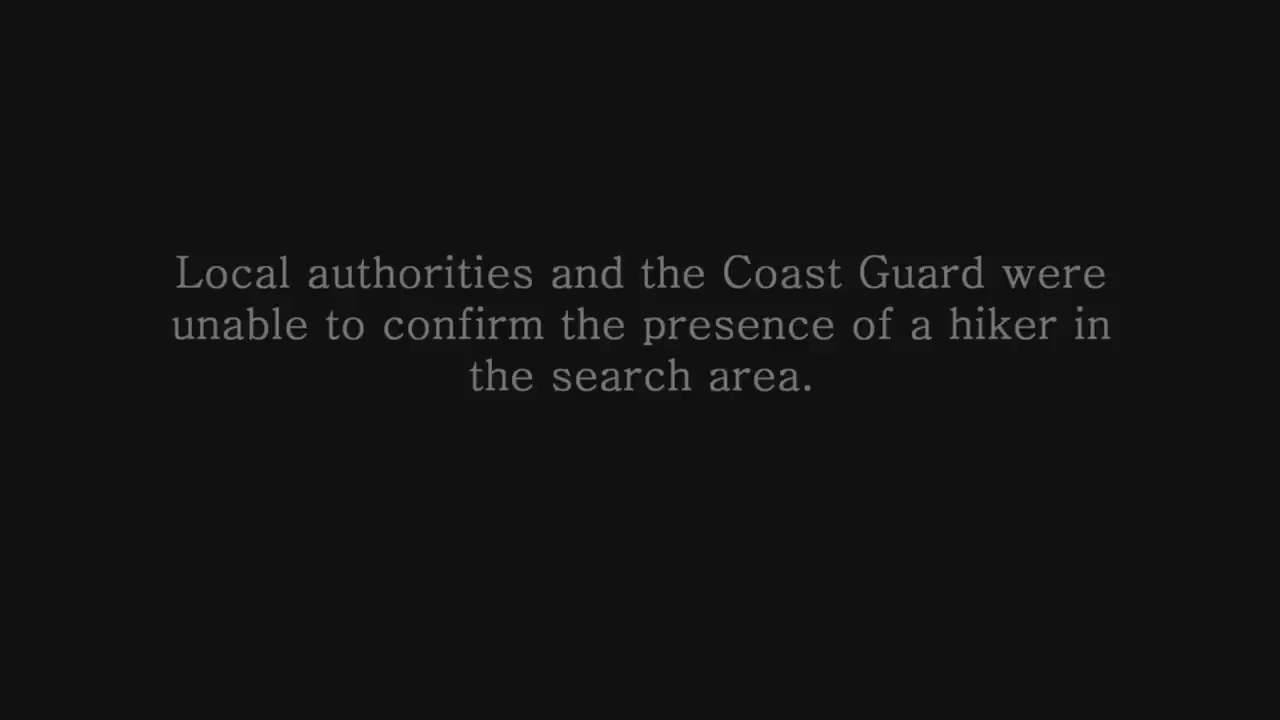 Local authorities and the Coast Guard were
unable to confirm the presence of a hiker in
the search area.